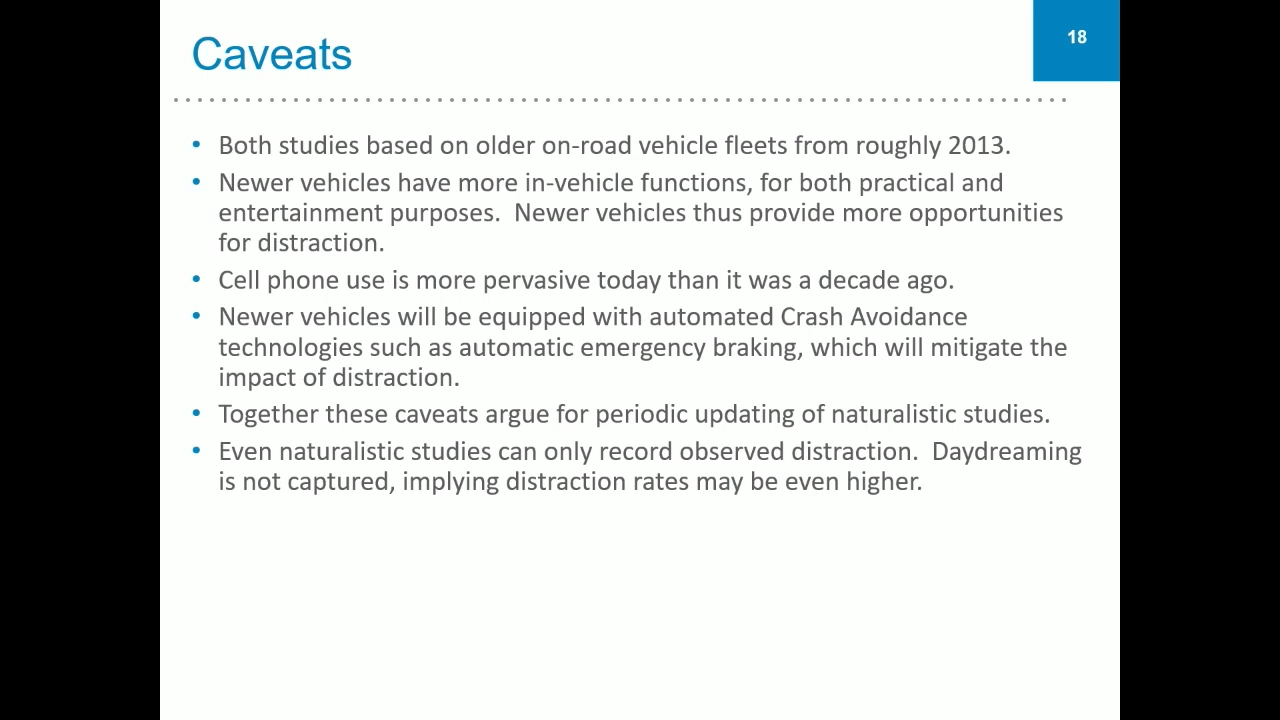 Caveats
18
• Both studies based on older on-road vehicle fleets from roughly 2013.
• Newer vehicles have more in-vehicle functions, for both practical and
entertainment purposes.  Newer vehicles thus provide more opportunities
for distraction.
• Cell phone use is more pervasive today than it was a decade ago.
• Newer vehicles will be equipped with automated Crash Avoidance
technologies such as automatic emergency braking, which will mitigate the
impact of distraction.
• Together these caveats argue for periodic updating of naturalistic studies.
• Even naturalistic studies can only record observed distraction.  Daydreaming
is not captured, implying distraction rates may be even higher.